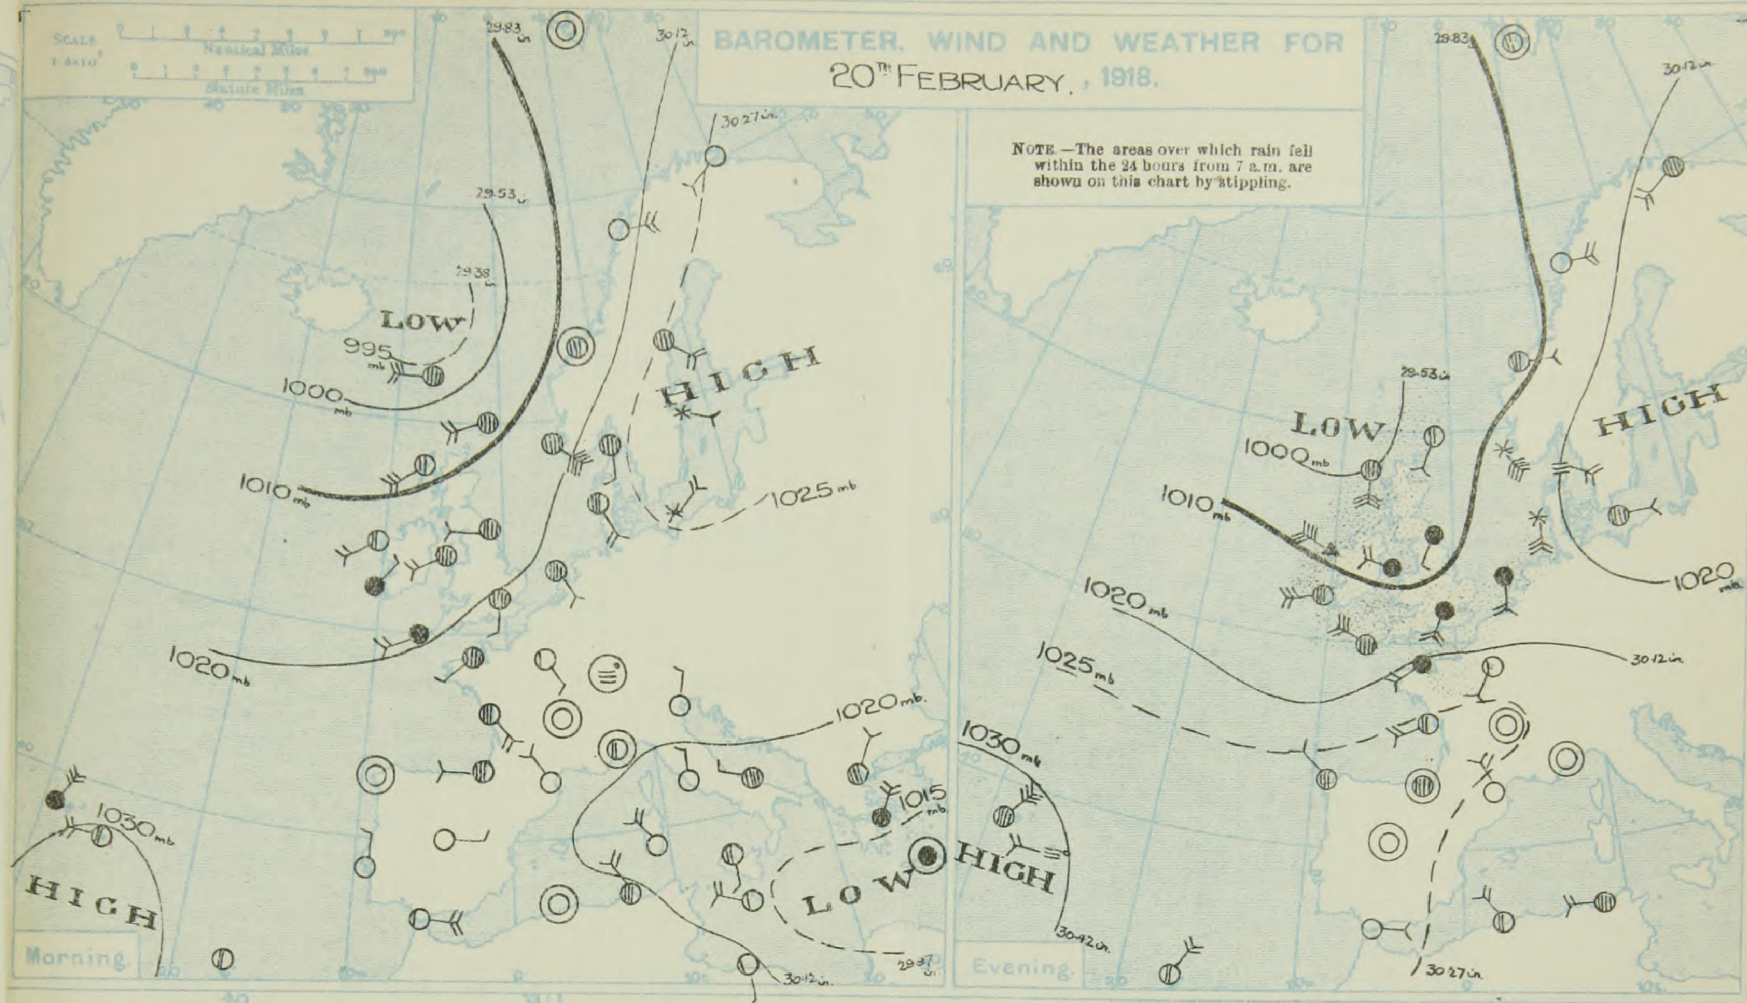 SCALE
Nautical Miles
Statute Miles
BAROMETER, WIND AND WEATHER FOR
20TH FEBRUARY, , 1918.
NOTE.—The areas over which rain fell
within the 24 hours from 7 a.m. are
shown on this chart by stippling.
29.83 in
30.12 in
30.27 in.
29.53 in
29.38 in
LOW
995 mb
1000 mb
1010 mb
HIGH
1025 mb
1020 mb
1020 mb.
1015 mb
1030 mb
HIGH
LOW
29.97 in
30.12 in.
Morning.
29.83
30.12 in.
29.53 in
LOW
1000 mb
HIGH
1010 mb
1020 mb
1020 mb
1025 mb
30.12 in.
1030 mb
HIGH
30.42 in.
30.27 in.
Evening.